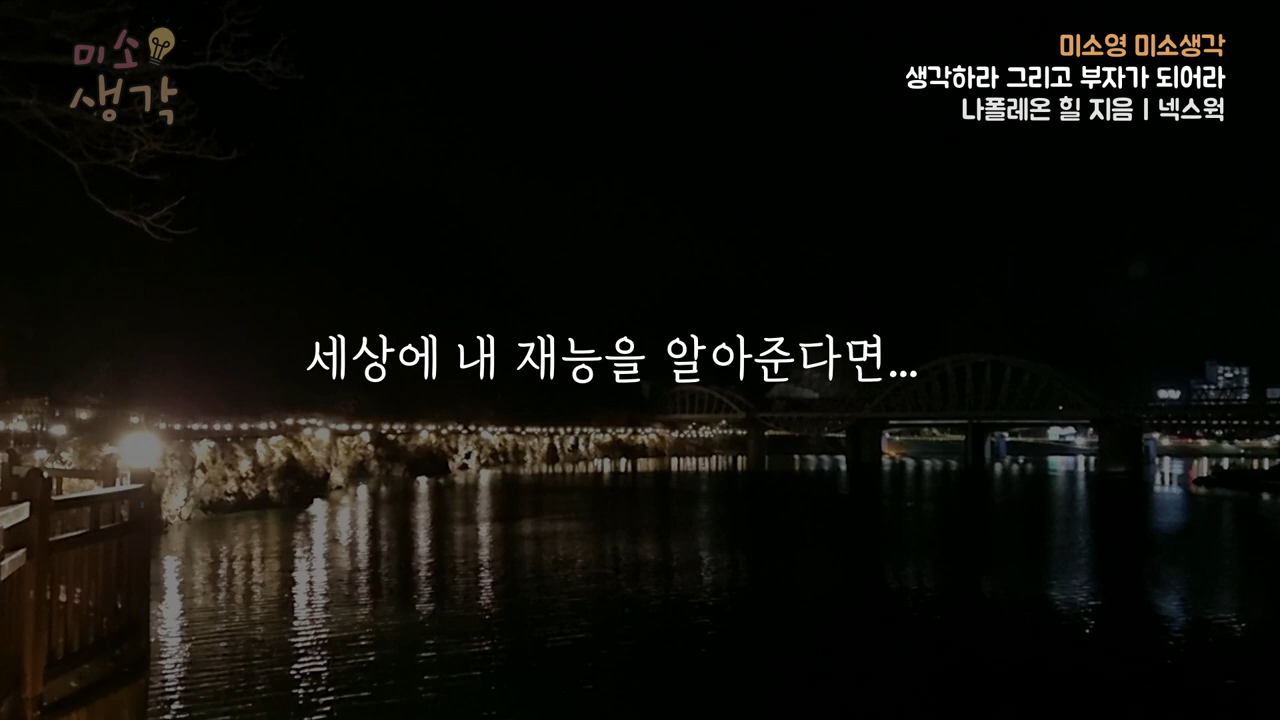 미소
생각
미소영 미소생각
생각하라 그리고 부자가 되어라
나폴레온 힐 지음 | 넥스웍
세상에 내 재능을 알아준다면...